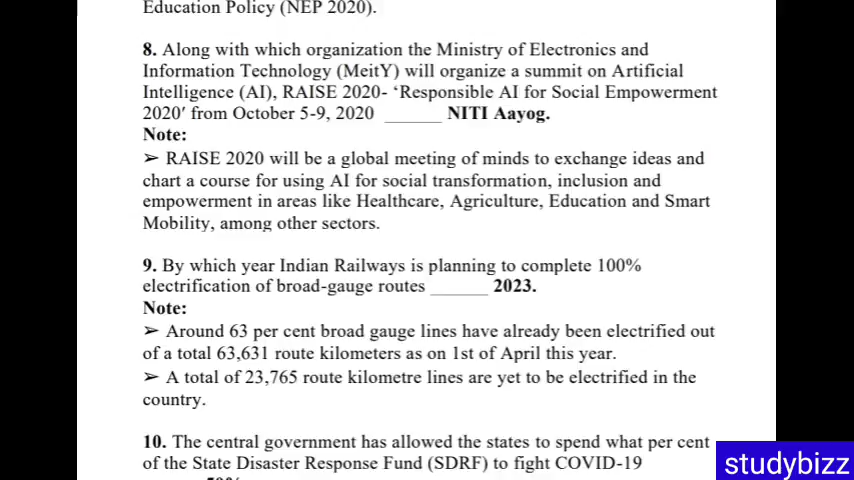 Education Policy (NEP 2020).
8. Along with which organization the Ministry of Electronics and
Information Technology (MeitY) will organize a summit on Artificial
Intelligence (AI), RAISE 2020- ‘Responsible AI for Social Empowerment
2020’ from October 5-9, 2020 ______ NITI Aayog.
Note:
➢ RAISE 2020 will be a global meeting of minds to exchange ideas and
chart a course for using AI for social transformation, inclusion and
empowerment in areas like Healthcare, Agriculture, Education and Smart
Mobility, among other sectors.
9. By which year Indian Railways is planning to complete 100%
electrification of broad-gauge routes ______ 2023.
Note:
➢ Around 63 per cent broad gauge lines have already been electrified out
of a total 63,631 route kilometers as on 1st of April this year.
➢ A total of 23,765 route kilometre lines are yet to be electrified in the
country.
10. The central government has allowed the states to spend what per cent
of the State Disaster Response Fund (SDRF) to fight COVID-19
studybizz